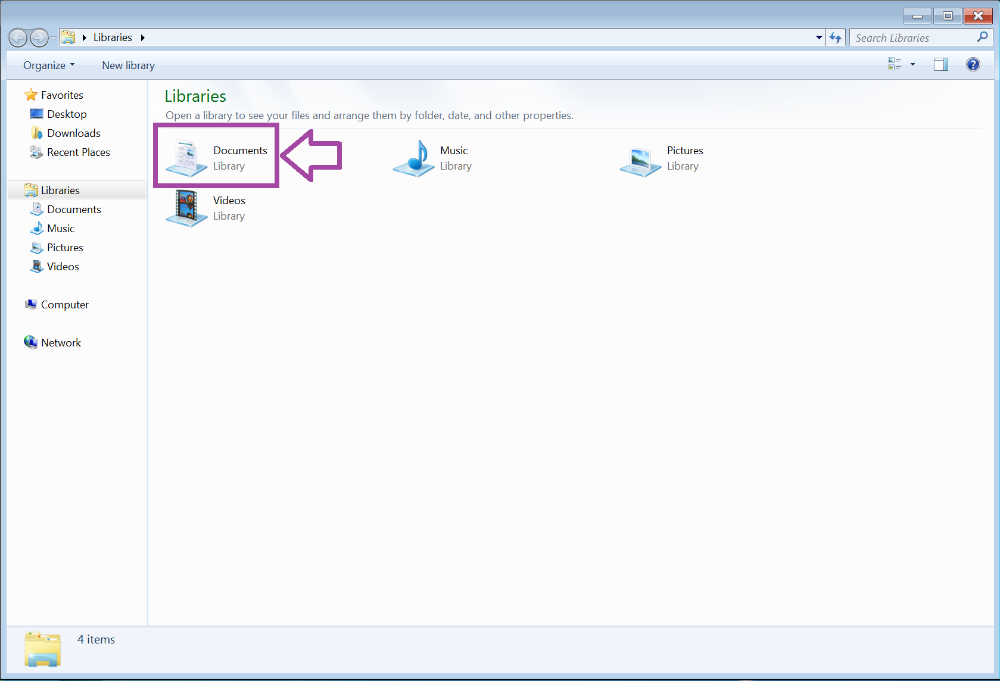 Libraries
Search Libraries
Organize
New library
Favorites
Desktop
Downloads
Recent Places
Libraries
Documents
Music
Pictures
Videos
Computer
Network
Libraries
Open a library to see your files and arrange them by folder, date, and other properties.
Documents
Library
Music
Library
Pictures
Library
Videos
Library
4 items